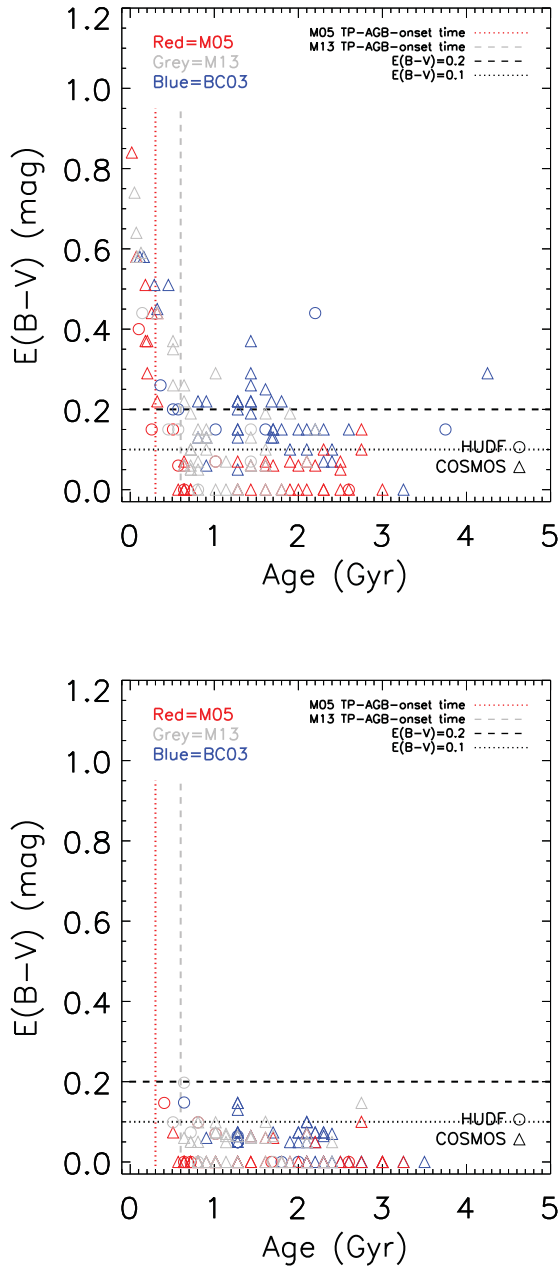 1.2
1.0
0.8
0.6
0.4
0.2
0.0
E(B-V) (mag)
Red=M05
Grey=M13
Blue=BC03
M05 TP-AGB-onset time
M13 TP-AGB-onset time
E(B-V)=0.2
E(B-V)=0.1
HUDF
COSMOS
0 1 2 3 4 5
Age (Gyr)
1.2
1.0
0.8
0.6
0.4
0.2
0.0
E(B-V) (mag)
Red=M05
Grey=M13
Blue=BC03
M05 TP-AGB-onset time
M13 TP-AGB-onset time
E(B-V)=0.2
E(B-V)=0.1
HUDF
COSMOS
0 1 2 3 4 5
Age (Gyr)